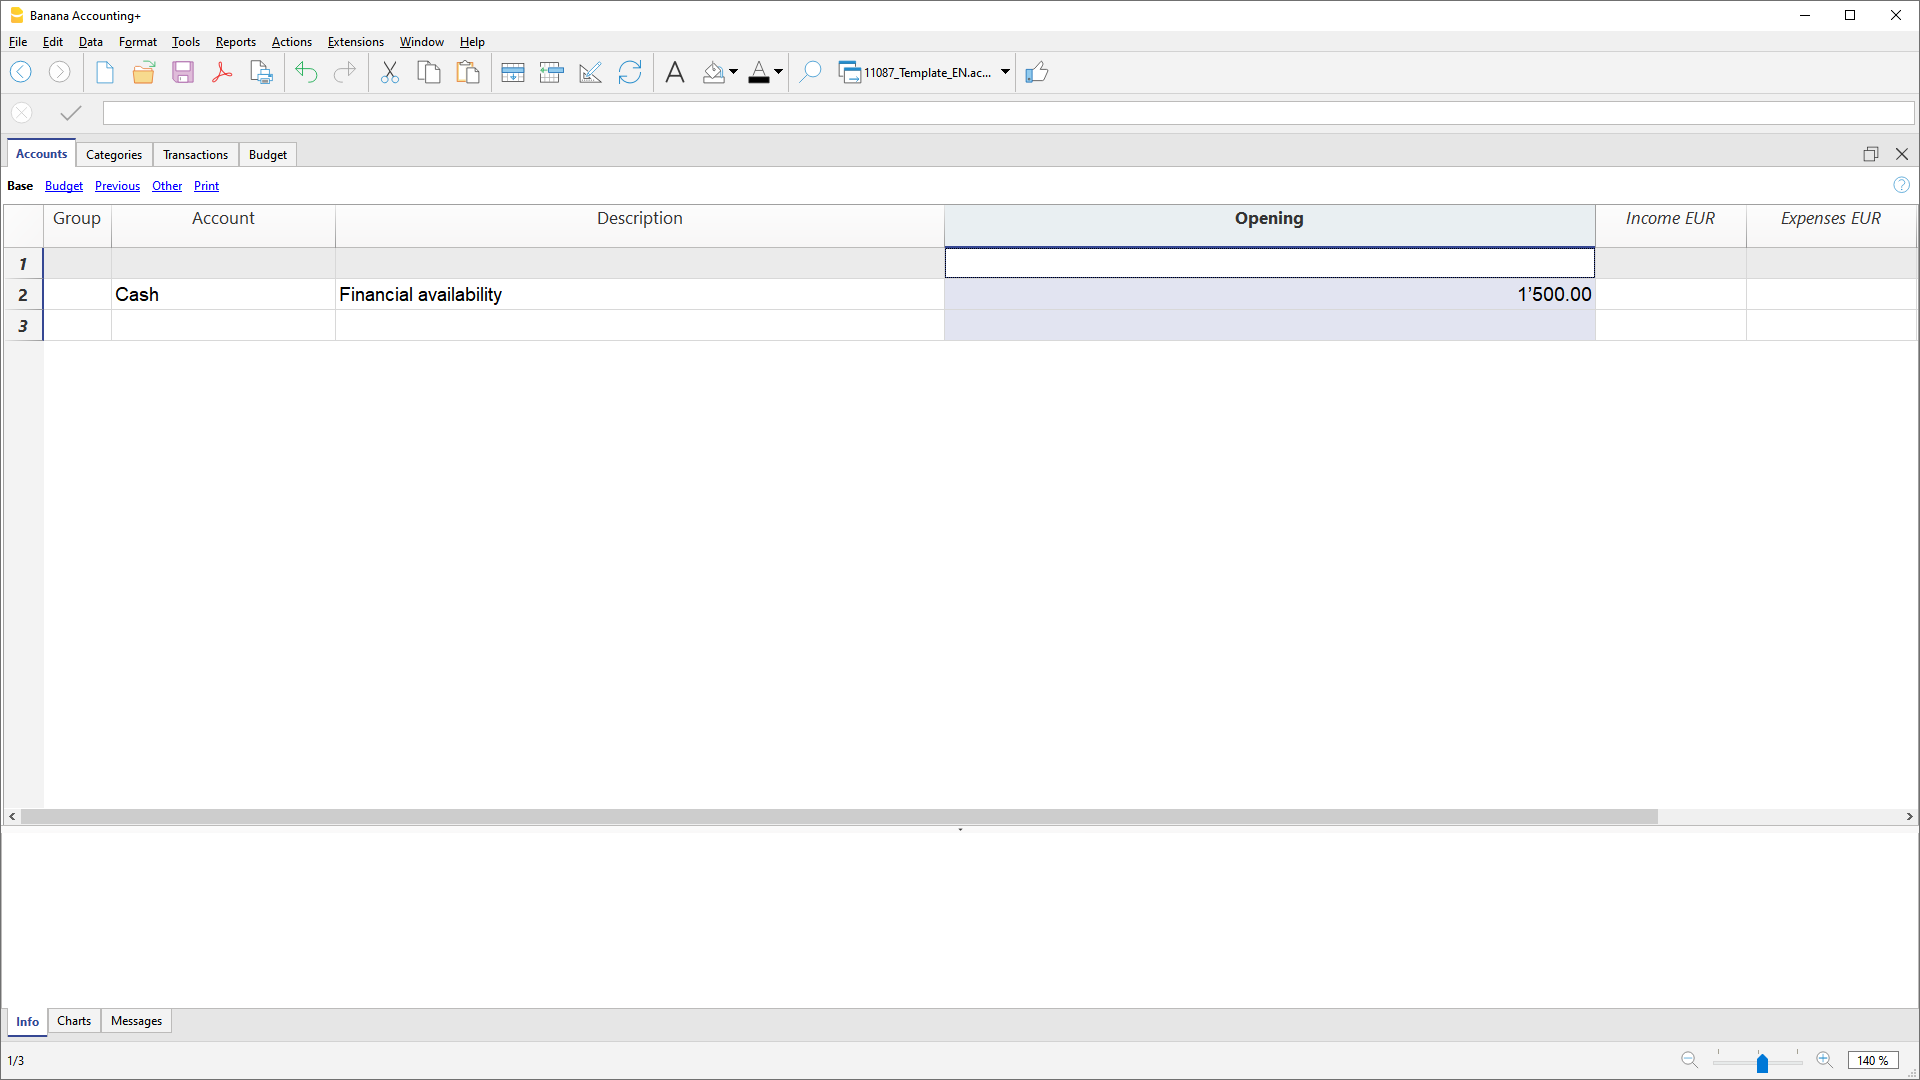 Banana Accounting+
File Edit Data Format Tools Reports Actions Extensions Window Help
11087_Template_EN.ac...
Accounts Categories Transactions Budget
Base Budget Previous Other Print
Group Account Description Opening Income EUR Expenses EUR
1
2 Cash Financial availability 1’500.00
3
Info Charts Messages
1/3 140 %